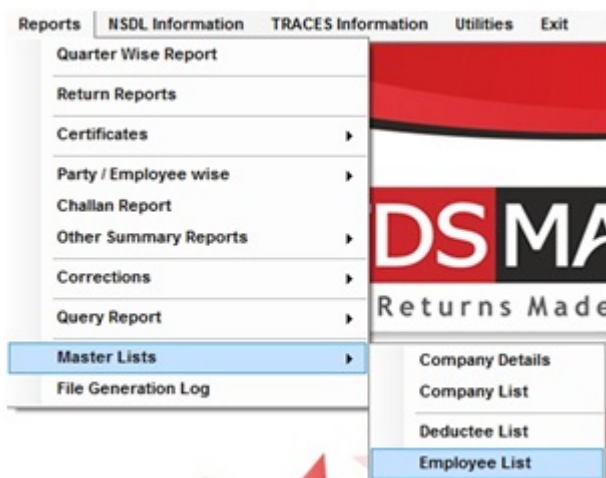 Reports NSDL Information TRACES Information Utilities Exit
Quarter Wise Report
Return Reports
Certificates
Party / Employee wise
Challan Report
Other Summary Reports
Corrections
Query Report
Master Lists
File Generation Log
DSMA
Returns Made
Company Details
Company List
Deductee List
Employee List